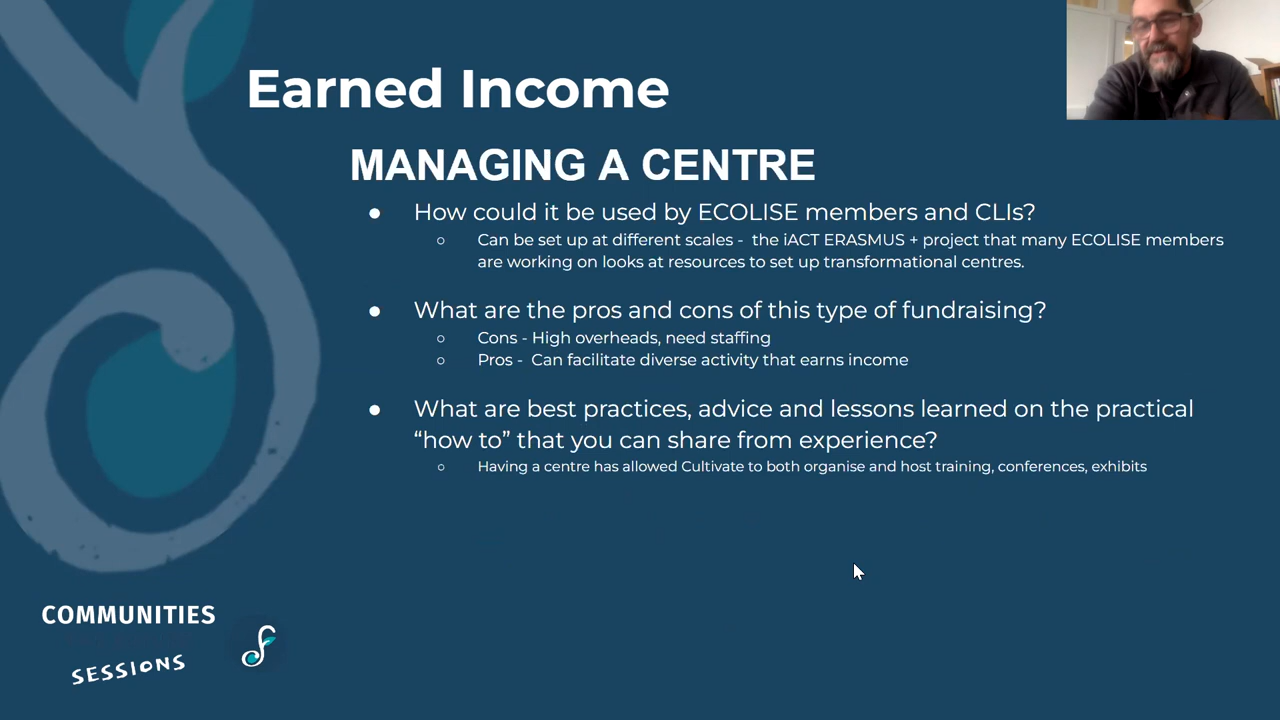 Earned Income
MANAGING A CENTRE
● How could it be used by ECOLISE members and CLIs?
○ Can be set up at different scales - the iACT ERASMUS + project that many ECOLISE members
are working on looks at resources to set up transformational centres.
● What are the pros and cons of this type of fundraising?
○ Cons - High overheads, need staffing
○ Pros - Can facilitate diverse activity that earns income
● What are best practices, advice and lessons learned on the practical
“how to” that you can share from experience?
○ Having a centre has allowed Cultivate to both organise and host training, conferences, exhibits
COMMUNITIES
SESSIONS